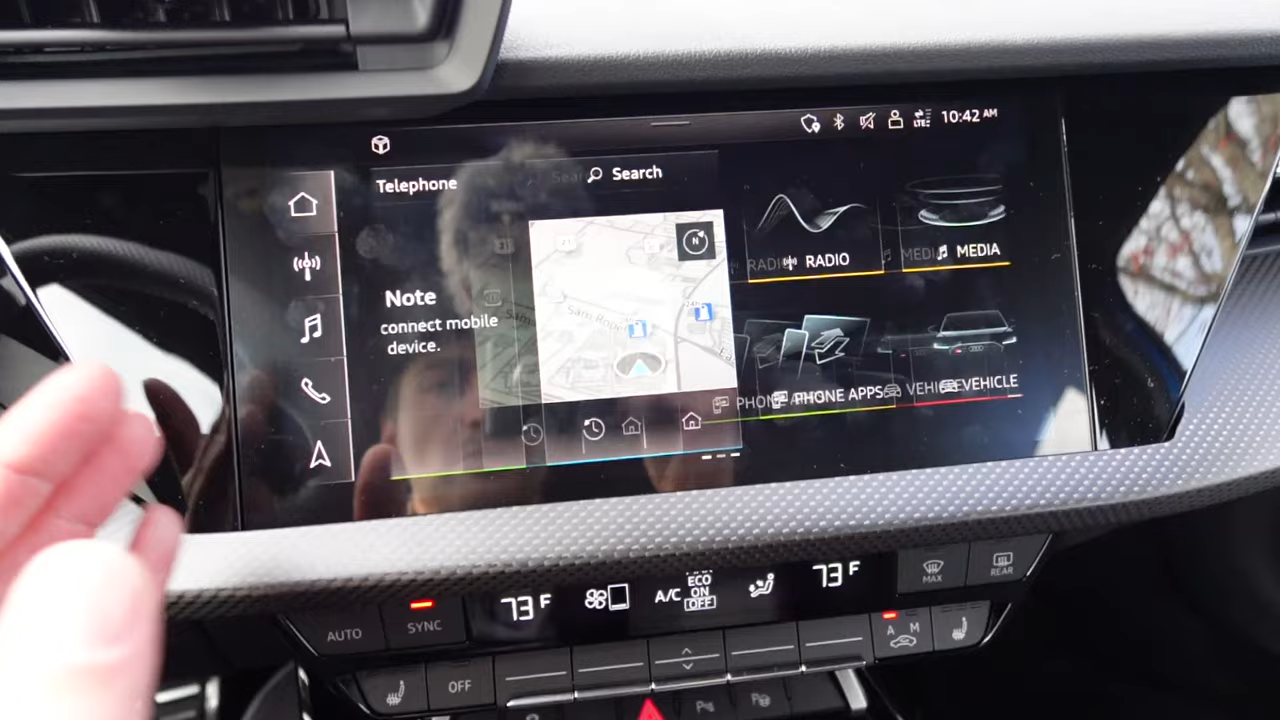 10:42 AM
LTE
Telephone
Search
N
Note
connect mobile
device.
RADIO
MEDIA
PHONE APPS
VEHICLE
73 F
A/C
ECO
ON
OFF
73 F
MAX
REAR
AUTO
SYNC
A M
OFF